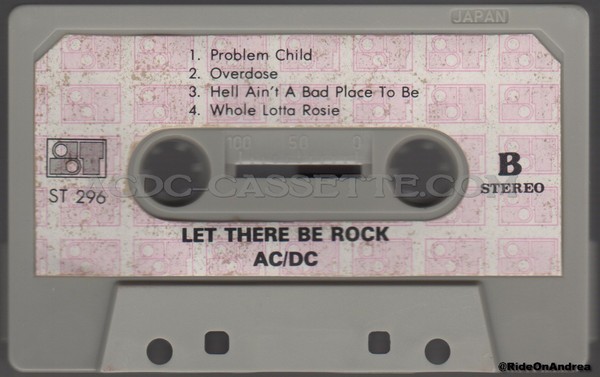 JAPAN
1. Problem Child
2. Overdose
3. Hell Ain't A Bad Place To Be
4. Whole Lotta Rosie
100 50 0
ST 296
B
STEREO
CDC-CASSETTE.COM
LET THERE BE ROCK
AC/DC
@RideOnAndrea